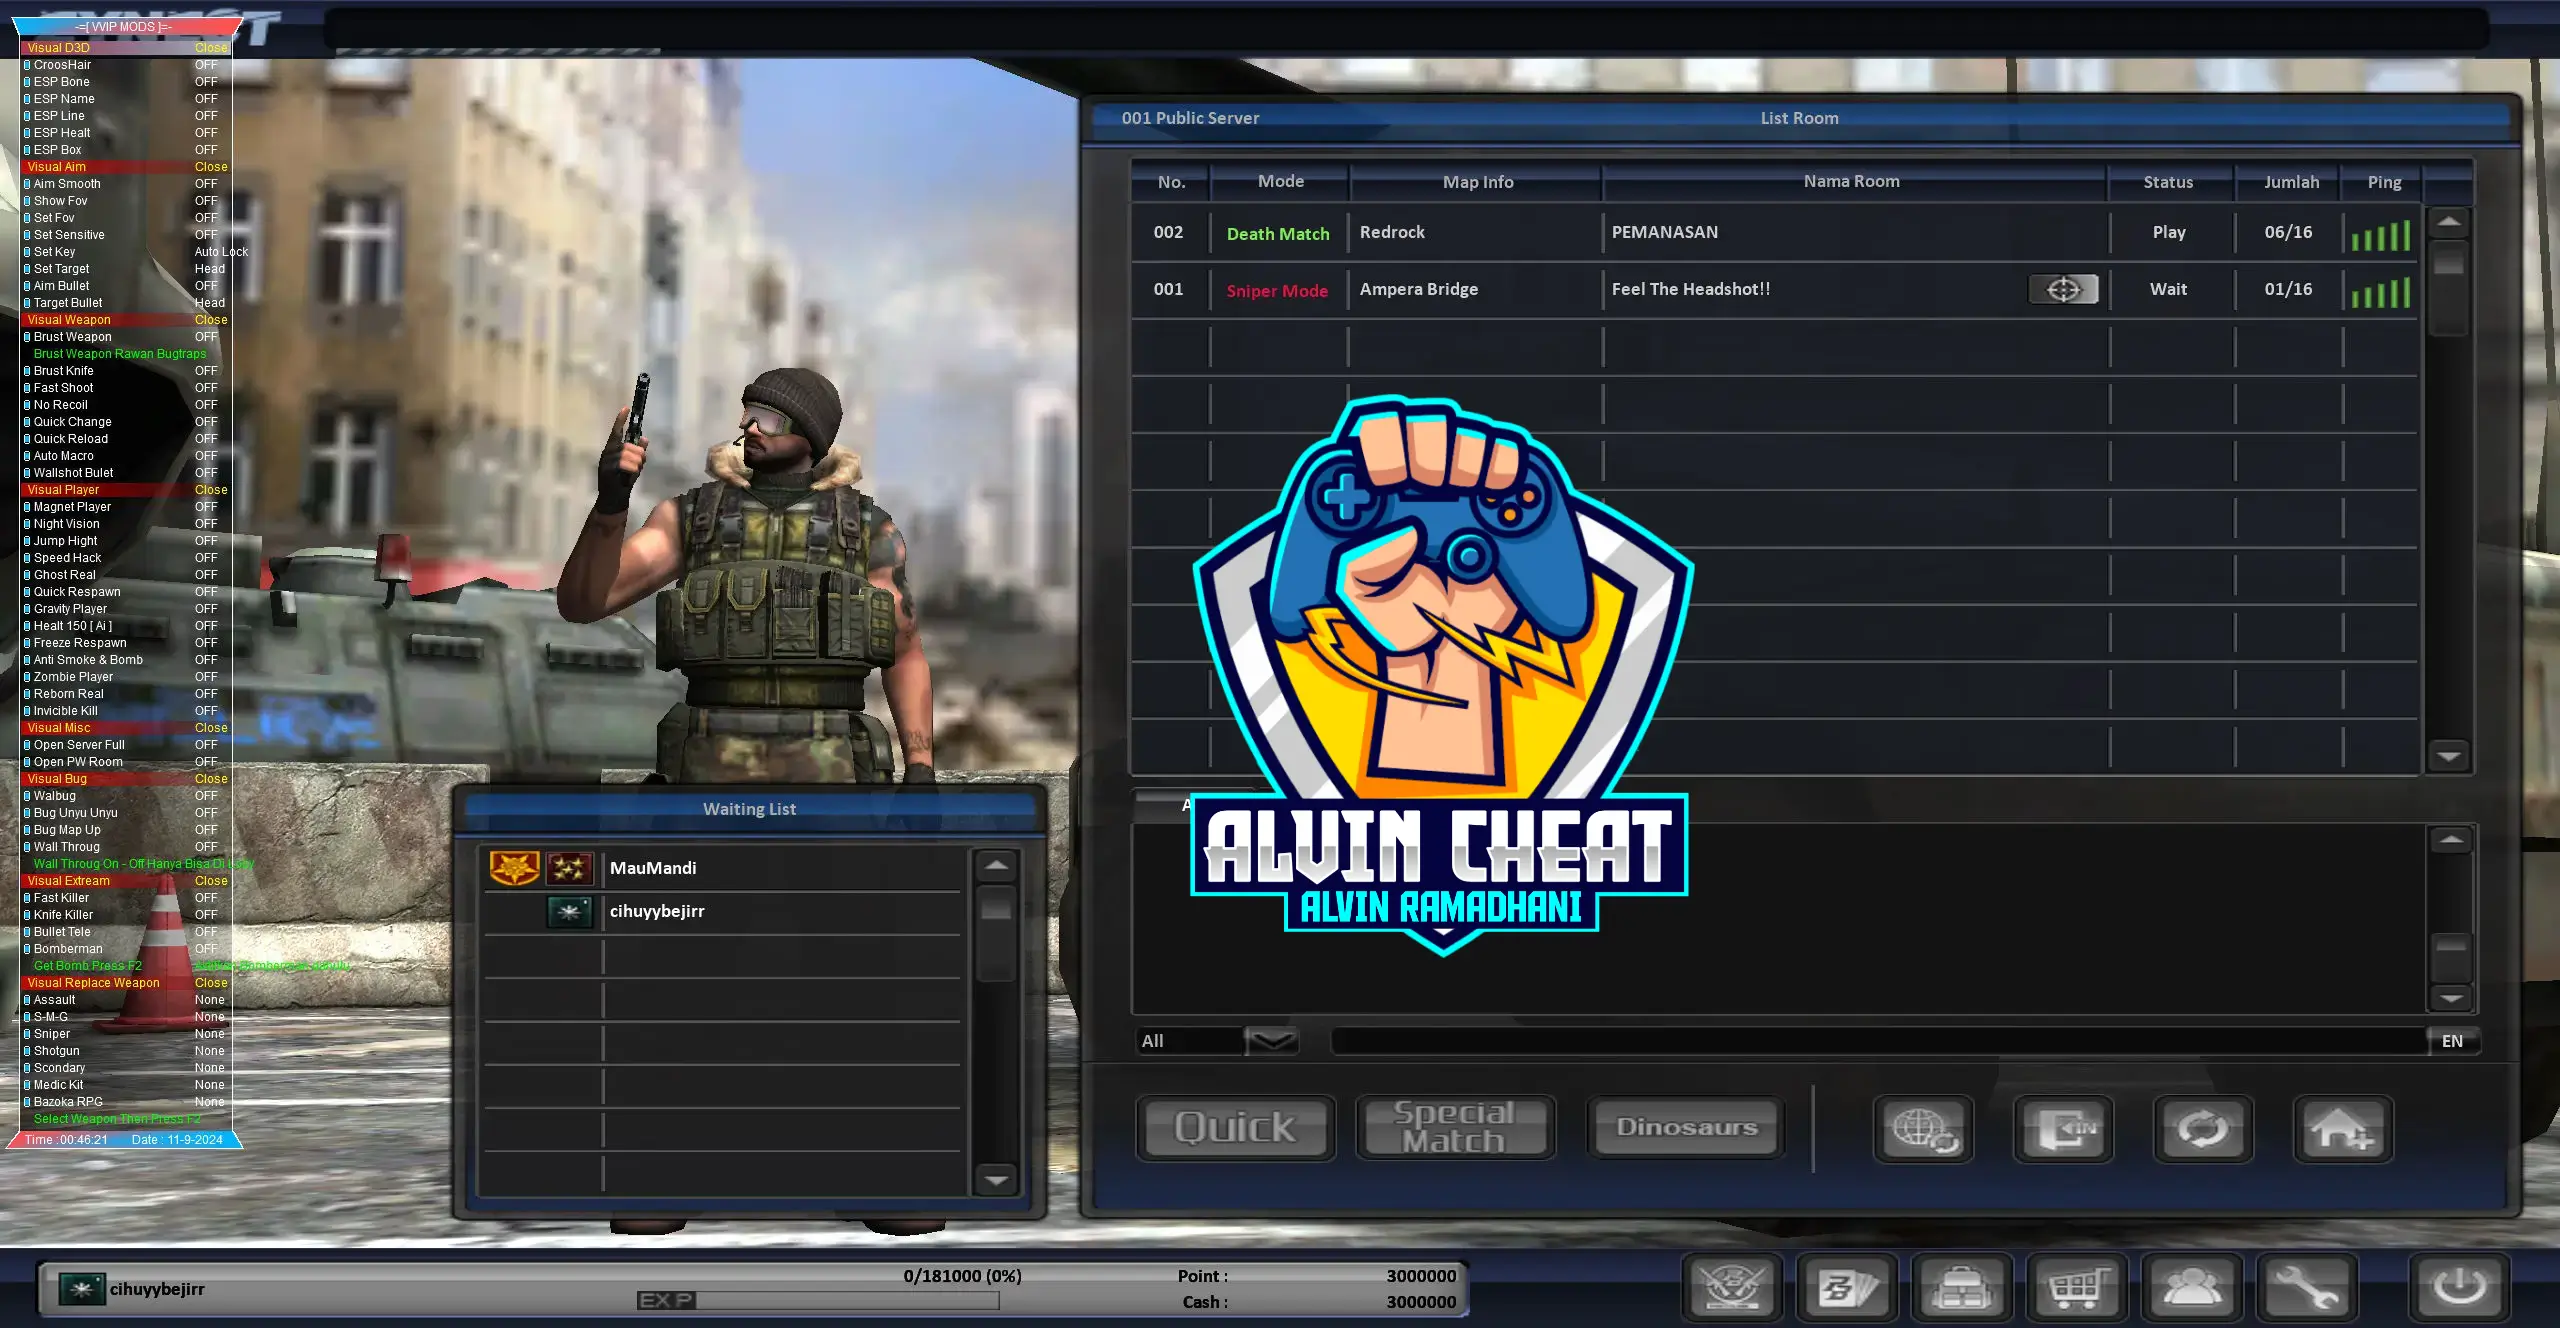 -=[ VVIP MODS ]=-
Visual D3D Close
CroosHair OFF
ESP Bone OFF
ESP Name OFF
ESP Line OFF
ESP Healt OFF
ESP Box OFF
Visual Aim Close
Aim Smooth OFF
Show Fov OFF
Set Fov OFF
Set Sensitive OFF
Set Key Auto Lock
Set Target Head
Aim Bullet OFF
Target Bullet Head
Visual Weapon Close
Brust Weapon OFF
Brust Weapon Rawan Bugtraps
Brust Knife OFF
Fast Shoot OFF
No Recoil OFF
Quick Change OFF
Quick Reload OFF
Auto Macro OFF
Wallshot Bulet OFF
Visual Player Close
Magnet Player OFF
Night Vision OFF
Jump Hight OFF
Speed Hack OFF
Ghost Real OFF
Quick Respawn OFF
Gravity Player OFF
Healt 150 [ Ai ] OFF
Freeze Respawn OFF
Anti Smoke & Bomb OFF
Zombie Player OFF
Reborn Real OFF
Invicible Kill OFF
Visual Misc Close
Open Server Full OFF
Open PW Room OFF
Visual Bug Close
Walbug OFF
Bug Unyu Unyu OFF
Bug Map Up OFF
Wall Throug OFF
Wall Throug On - Off Hanya Bisa Di
Visual Extream Close
Fast Killer OFF
Knife Killer OFF
Bullet Tele OFF
Bomberman OFF
Get Bomb Press F2
Visual Replace Weapon Close
Assault None
S-M-G None
Sniper None
Shotgun None
Scondary None
Medic Kit None
Bazoka RPG None
Select Weapon Then Press F2
Time :00:46:21 Date : 11-9-2024
001 Public Server List Room
No. Mode Map Info Nama Room Status Jumlah Ping
002 Death Match Redrock PEMANASAN Play 06/16
001 Sniper Mode Ampera Bridge Feel The Headshot!! Wait 01/16
ALVIN CHEAT
ALVIN RAMADHANI
Waiting List
MauMandi
cihuyybejirr
All EN
Quick Special Match Dinosaurs IN
cihuyybejirr
0/181000 (0%)
EXP
Point : 3000000
Cash : 3000000